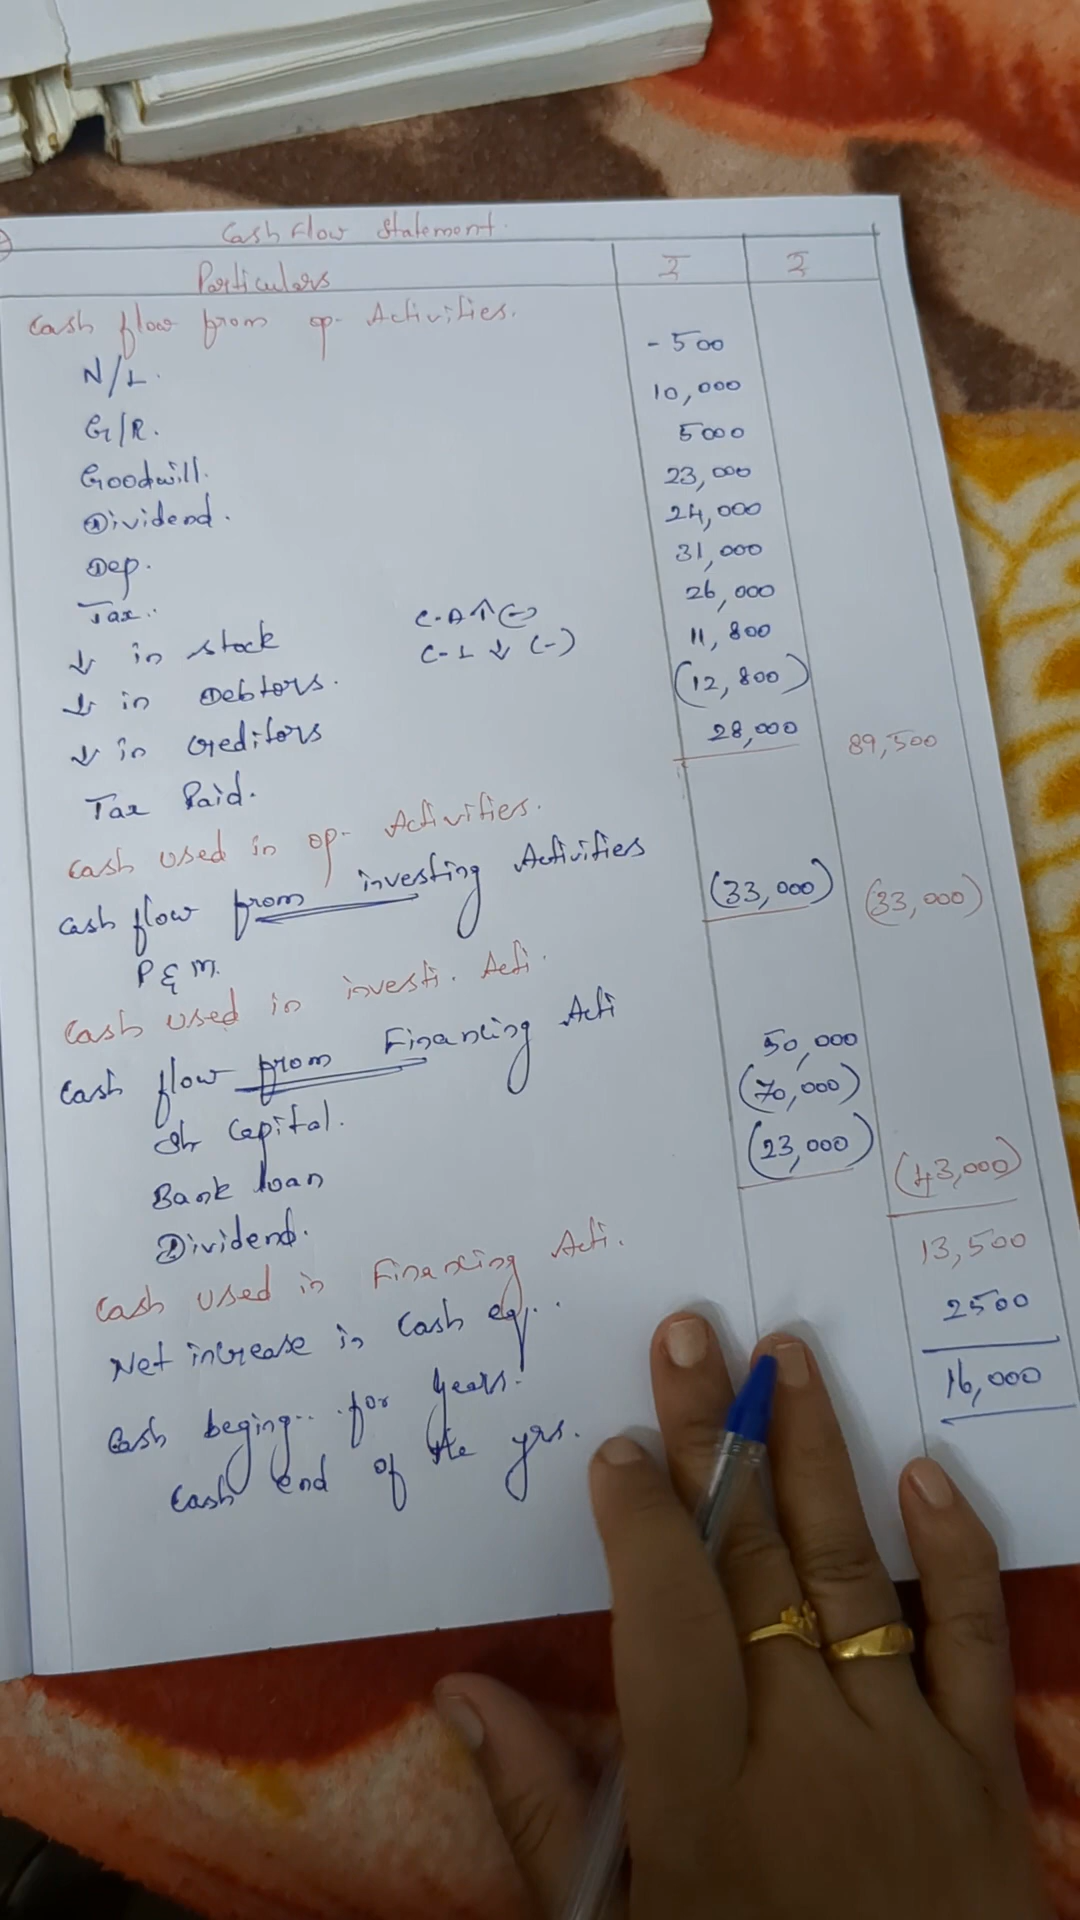 Cash Flow Statement.
Particulars ₹ ₹
Cash flow from op- Activities.
N/L. - 500
G/R. 10,000
Goodwill. 5000
Dividend. 23,000
Dep. 24,000
Tax.. 31,000
↓ in stock C-A↑(-) 26,000
↓ in Debtors. C-L ↓ (-) 11,800
↓ in creditors (12,800)
Tax Paid. 28,000 89,500
Cash used in op- Activities.
Cash flow from investing Activities
P & M. (33,000) (33,000)
Cash used in investi. Acti.
Cash flow from Financing Acti
Sh Capital. 50,000
Bank loan (70,000)
Dividend. (23,000)
Cash used in Financing Acti. (43,000)
Net increase in Cash eq... 13,500
Cash beging... for years. 2500
Cash end of the yrs. 16,000